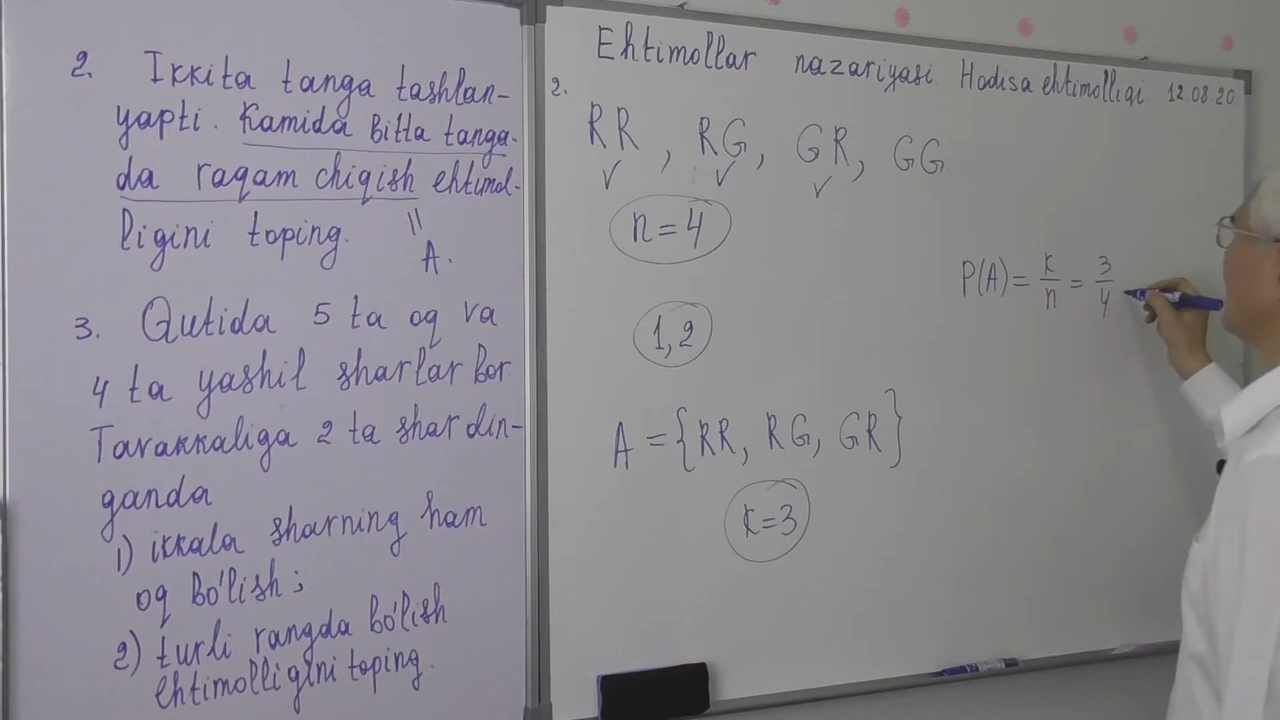 2. Ikkita tanga tashlan-
yapti. Kamida bitta tanga-
da raqam chiqish ehtimol-
ligini toping.
||
A.
3. Qutida 5 ta oq va
4 ta yashil sharlar bor
Tavakkaliga 2 ta shar olin-
ganda
1) ikkala sharning ham
oq bo'lish;
2) turli rangda bo'lish
ehtimolligini toping.
Ehtimollar nazariyasi. Hodisa ehtimolligi 12.08.20
2.
RR, RG, GR, GG
✓ ✓ ✓
n=4
P(A) = k/n = 3/4
1,2
A = {RR, RG, GR}
k=3